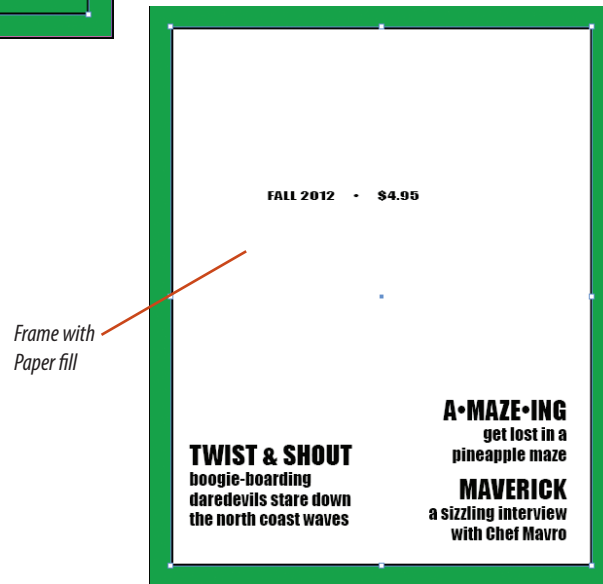 FALL 2012 • $4.95
Frame with
Paper fill
A•MAZE•ING
get lost in a
pineapple maze
TWIST & SHOUT
boogie-boarding
daredevils stare down
the north coast waves
MAVERICK
a sizzling interview
with Chef Mavro